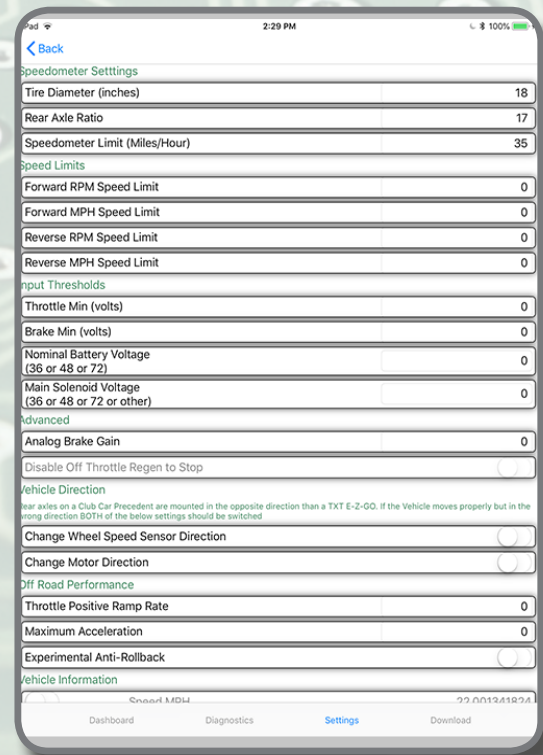 Pad 2:29 PM 100%
Back
Speedometer Setttings
Tire Diameter (inches) 18
Rear Axle Ratio 17
Speedometer Limit (Miles/Hour) 35
Speed Limits
Forward RPM Speed Limit 0
Forward MPH Speed Limit 0
Reverse RPM Speed Limit 0
Reverse MPH Speed Limit 0
nput Thresholds
Throttle Min (volts) 0
Brake Min (volts) 0
Nominal Battery Voltage
(36 or 48 or 72) 0
Main Solenoid Voltage
(36 or 48 or 72 or other) 0
Advanced
Analog Brake Gain 0
Disable Off Throttle Regen to Stop
Vehicle Direction
Rear axles on a Club Car Precedent are mounted in the opposite direction than a TXT E-Z-GO. If the Vehicle moves properly but in the
wrong direction BOTH of the below settings should be switched
Change Wheel Speed Sensor Direction
Change Motor Direction
Off Road Performance
Throttle Positive Ramp Rate 0
Maximum Acceleration 0
Experimental Anti-Rollback
Vehicle Information
Speed MPH 22.001341824
Dashboard Diagnostics Settings Download